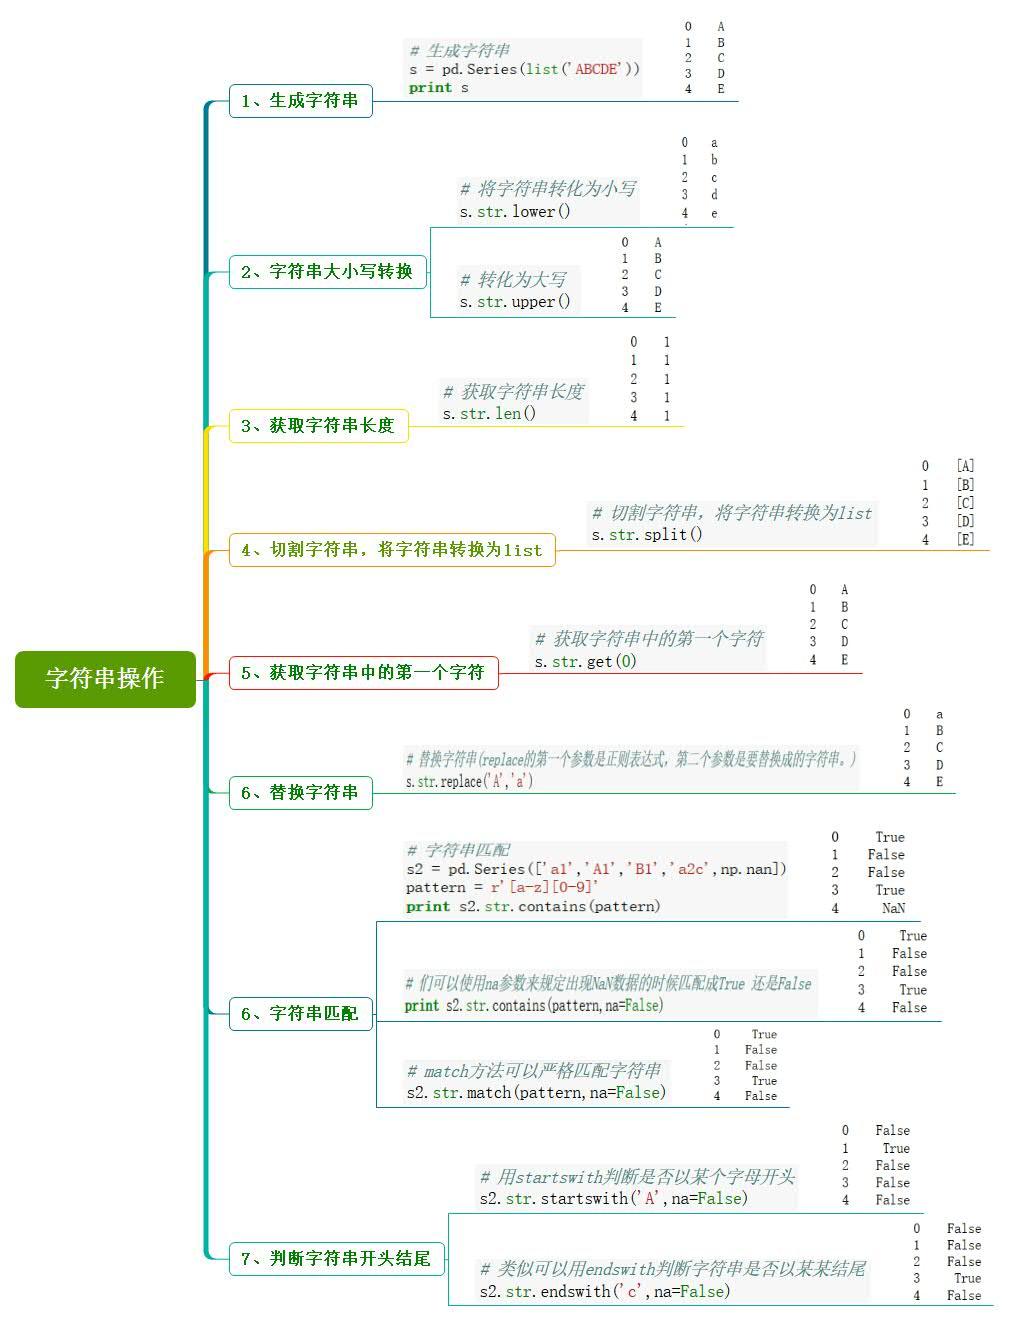 字符串操作
1、生成字符串
# 生成字符串
s = pd.Series(list('ABCDE'))
print s
0 A
1 B
2 C
3 D
4 E
2、字符串大小写转换
# 将字符串转化为小写
s.str.lower()
0 a
1 b
2 c
3 d
4 e
# 转化为大写
s.str.upper()
0 A
1 B
2 C
3 D
4 E
3、获取字符串长度
# 获取字符串长度
s.str.len()
0 1
1 1
2 1
3 1
4 1
4、切割字符串，将字符串转换为list
# 切割字符串，将字符串转换为list
s.str.split()
0 [A]
1 [B]
2 [C]
3 [D]
4 [E]
5、获取字符串中的第一个字符
# 获取字符串中的第一个字符
s.str.get(0)
0 A
1 B
2 C
3 D
4 E
6、替换字符串
# 替换字符串(replace的第一个参数是正则表达式，第二个参数是要替换成的字符串。)
s.str.replace('A','a')
0 a
1 B
2 C
3 D
4 E
6、字符串匹配
# 字符串匹配
s2 = pd.Series(['a1','A1','B1','a2c',np.nan])
pattern = r'[a-z][0-9]'
print s2.str.contains(pattern)
0 True
1 False
2 False
3 True
4 NaN
# 们可以使用na参数来规定出现NaN数据的时候匹配成True 还是False
print s2.str.contains(pattern,na=False)
0 True
1 False
2 False
3 True
4 False
# match方法可以严格匹配字符串
s2.str.match(pattern,na=False)
0 True
1 False
2 False
3 True
4 False
7、判断字符串开头结尾
# 用startswith判断是否以某个字母开头
s2.str.startswith('A',na=False)
0 False
1 True
2 False
3 False
4 False
# 类似可以用endswith判断字符串是否以某某结尾
s2.str.endswith('c',na=False)
0 False
1 False
2 False
3 True
4 False